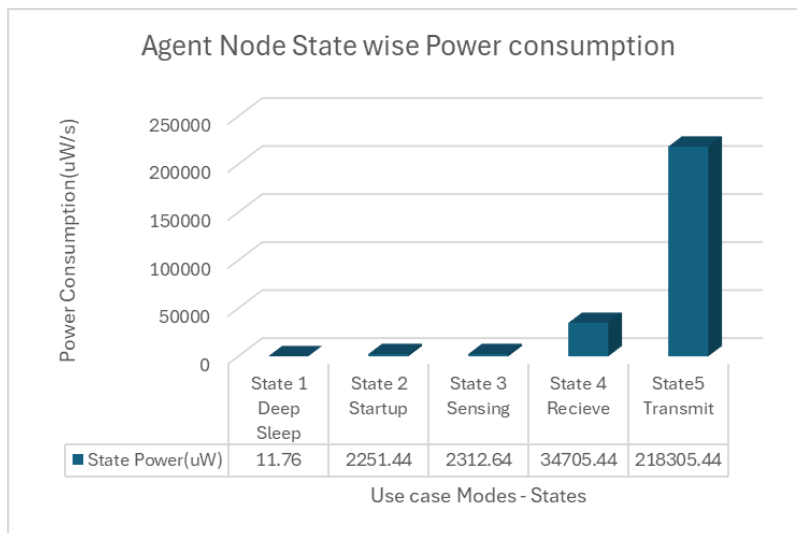 Agent Node State wise Power consumption
Power Consumption(uW/s)
250000
200000
150000
100000
50000
0
State 1 Deep Sleep
State 2 Startup
State 3 Sensing
State 4 Recieve
State5 Transmit
State Power(uW) 11.76 2251.44 2312.64 34705.44 218305.44
Use case Modes - States